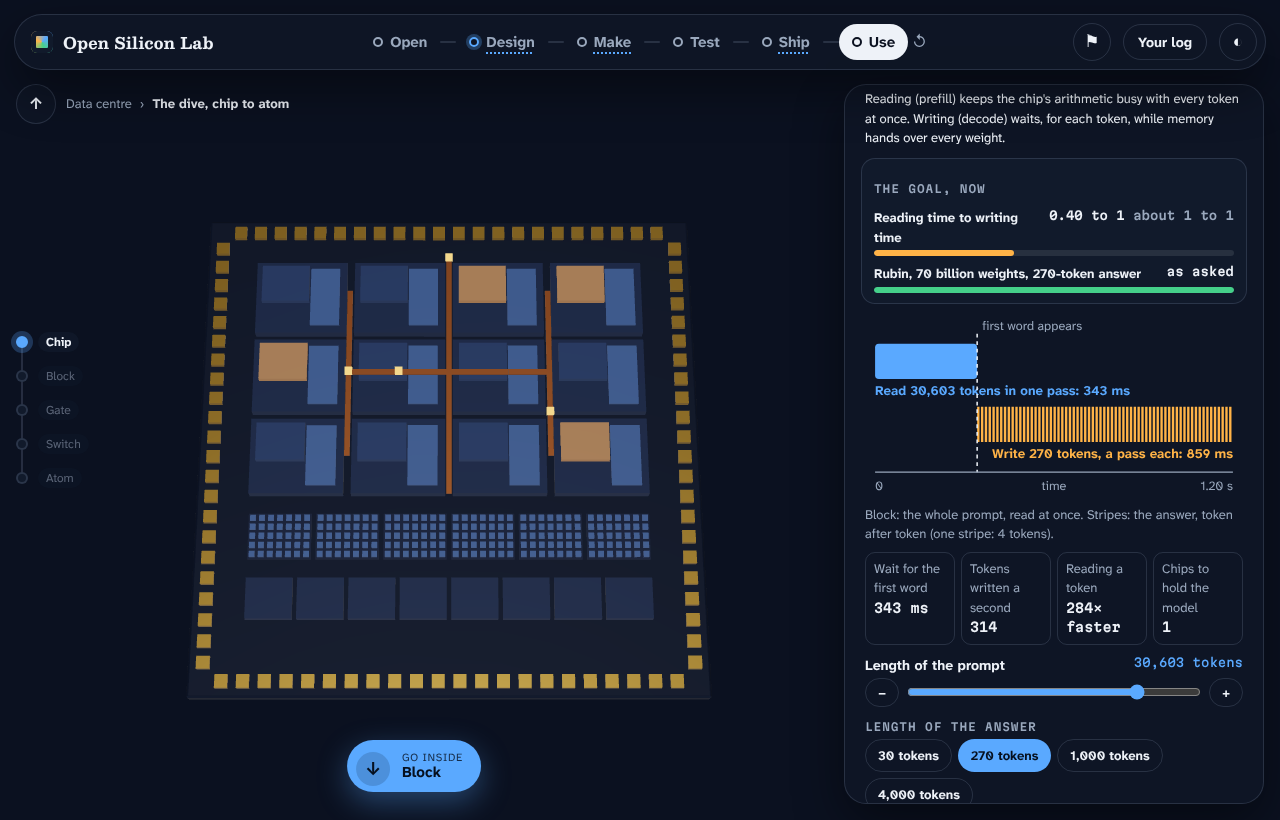 Open Silicon Lab
Open
Design
Make
Test
Ship
Use
Your log
Data centre › The dive, chip to atom
Chip
Block
Gate
Switch
Atom
GO INSIDE
Block
Reading (prefill) keeps the chip's arithmetic busy with every token
at once. Writing (decode) waits, for each token, while memory
hands over every weight.
THE GOAL, NOW
Reading time to writing
time
0.40 to 1 about 1 to 1
Rubin, 70 billion weights, 270-token answer
as asked
first word appears
Read 30,603 tokens in one pass: 343 ms
Write 270 tokens, a pass each: 859 ms
0
time
1.20 s
Block: the whole prompt, read at once. Stripes: the answer, token
after token (one stripe: 4 tokens).
Wait for the
first word
343 ms
Tokens
written a
second
314
Reading a
token
284×
faster
Chips to
hold the
model
1
Length of the prompt
30,603 tokens
−
+
LENGTH OF THE ANSWER
30 tokens
270 tokens
1,000 tokens
4,000 tokens